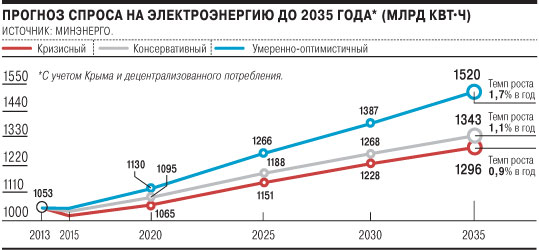 ПРОГНОЗ СПРОСА НА ЭЛЕКТРОЭНЕРГИЮ ДО 2035 ГОДА* (МЛРД КВТ·Ч)
ИСТОЧНИК: МИНЭНЕРГО.
Кризисный Консервативный Умеренно-оптимистичный
*С учетом Крыма и децентрализованного потребления.
1550
1440
1330
1220
1110
1000
1053
1130
1095
1065
1266
1188
1151
1387
1268
1228
1520
Темп роста
1,7% в год
1343
Темп роста
1,1% в год
1296
Темп роста
0,9% в год
2013 2015 2020 2025 2030 2035